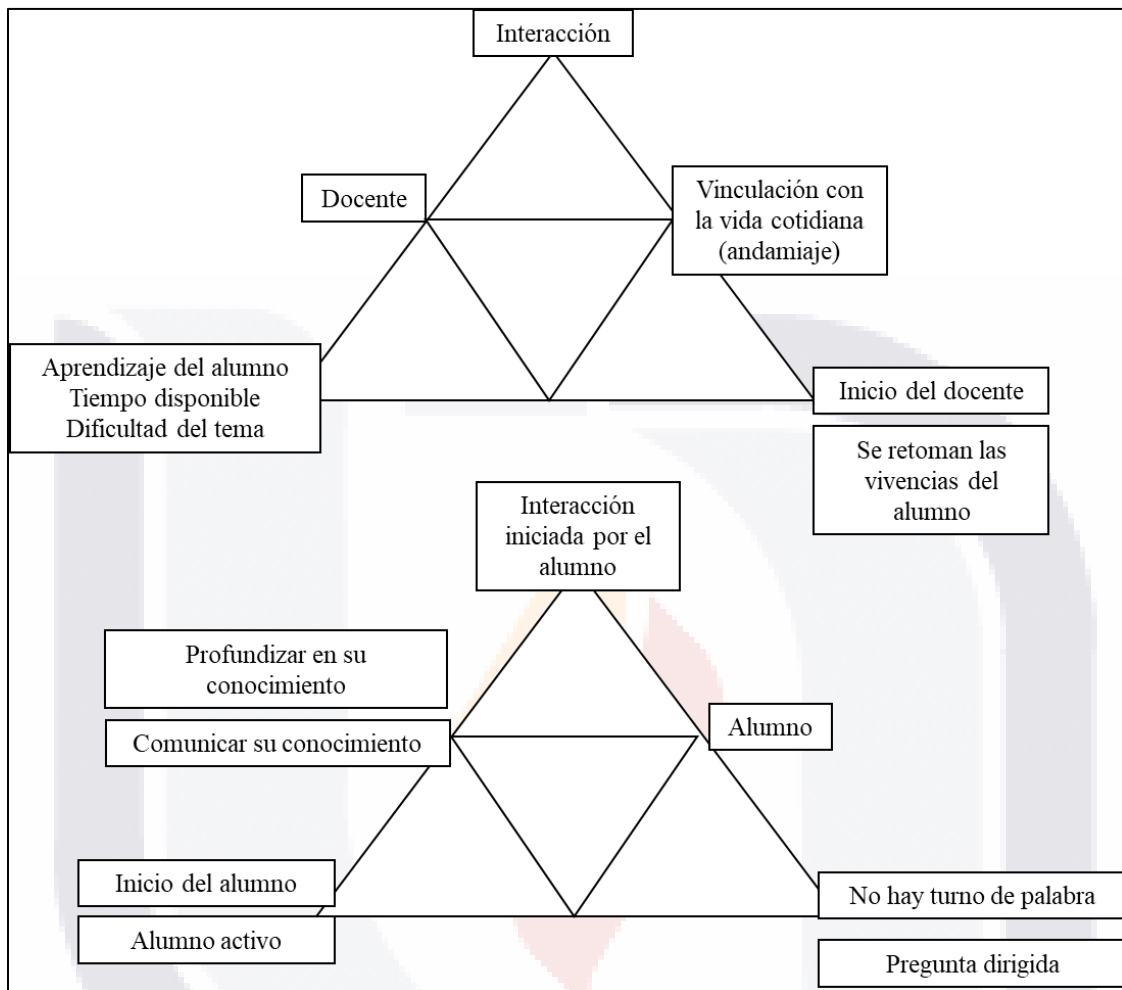 Interacción
Docente
Vinculación con
la vida cotidiana
(andamiaje)
Aprendizaje del alumno
Tiempo disponible
Dificultad del tema
Inicio del docente
Se retoman las
vivencias del
alumno
Interacción
iniciada por el
alumno
Profundizar en su
conocimiento
Comunicar su conocimiento
Alumno
Inicio del alumno
Alumno activo
No hay turno de palabra
Pregunta dirigida